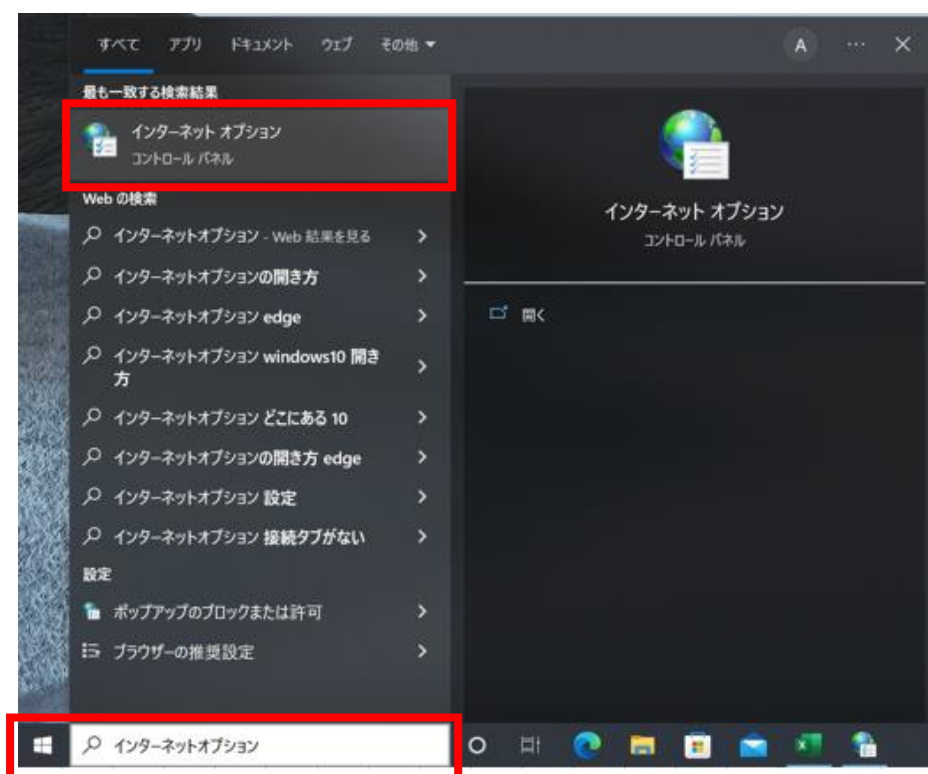 すべて アプリ ドキュメント ウェブ その他 A
最も一致する検索結果
インターネット オプション
コントロール パネル
Web の検索
インターネットオプション - Web 結果を見る
インターネットオプションの開き方
インターネットオプション edge
インターネットオプション windows10 開き
方
インターネットオプション どこにある 10
インターネットオプションの開き方 edge
インターネットオプション 設定
インターネットオプション 接続タブがない
設定
ポップアップのブロックまたは許可
ブラウザーの推奨設定
インターネット オプション
コントロール パネル
開く
インターネットオプション